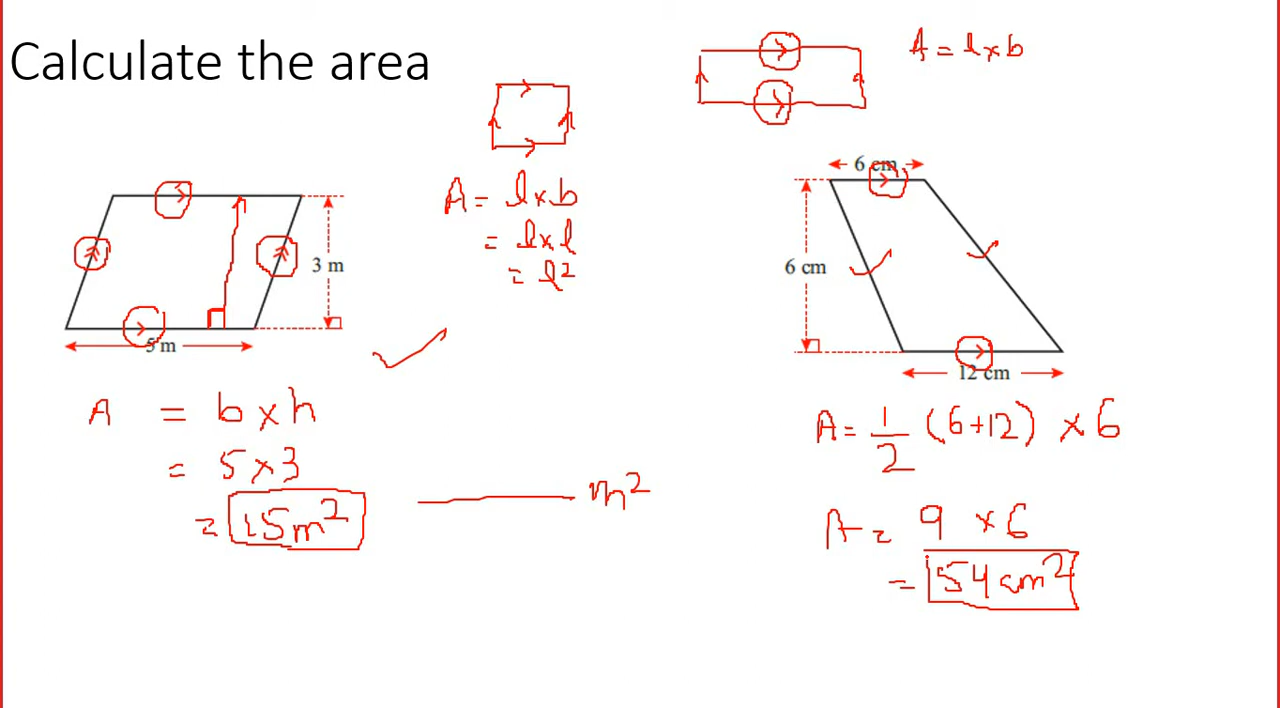 Calculate the area
A = l x b
A = l x b
= l x l
= l²
3 m
5 m
A = b x h
= 5 x 3
= 15m²
m²
6 cm
6 cm
12 cm
A = 1/2 (6+12) x 6
A = 9 x 6
= 54 cm²